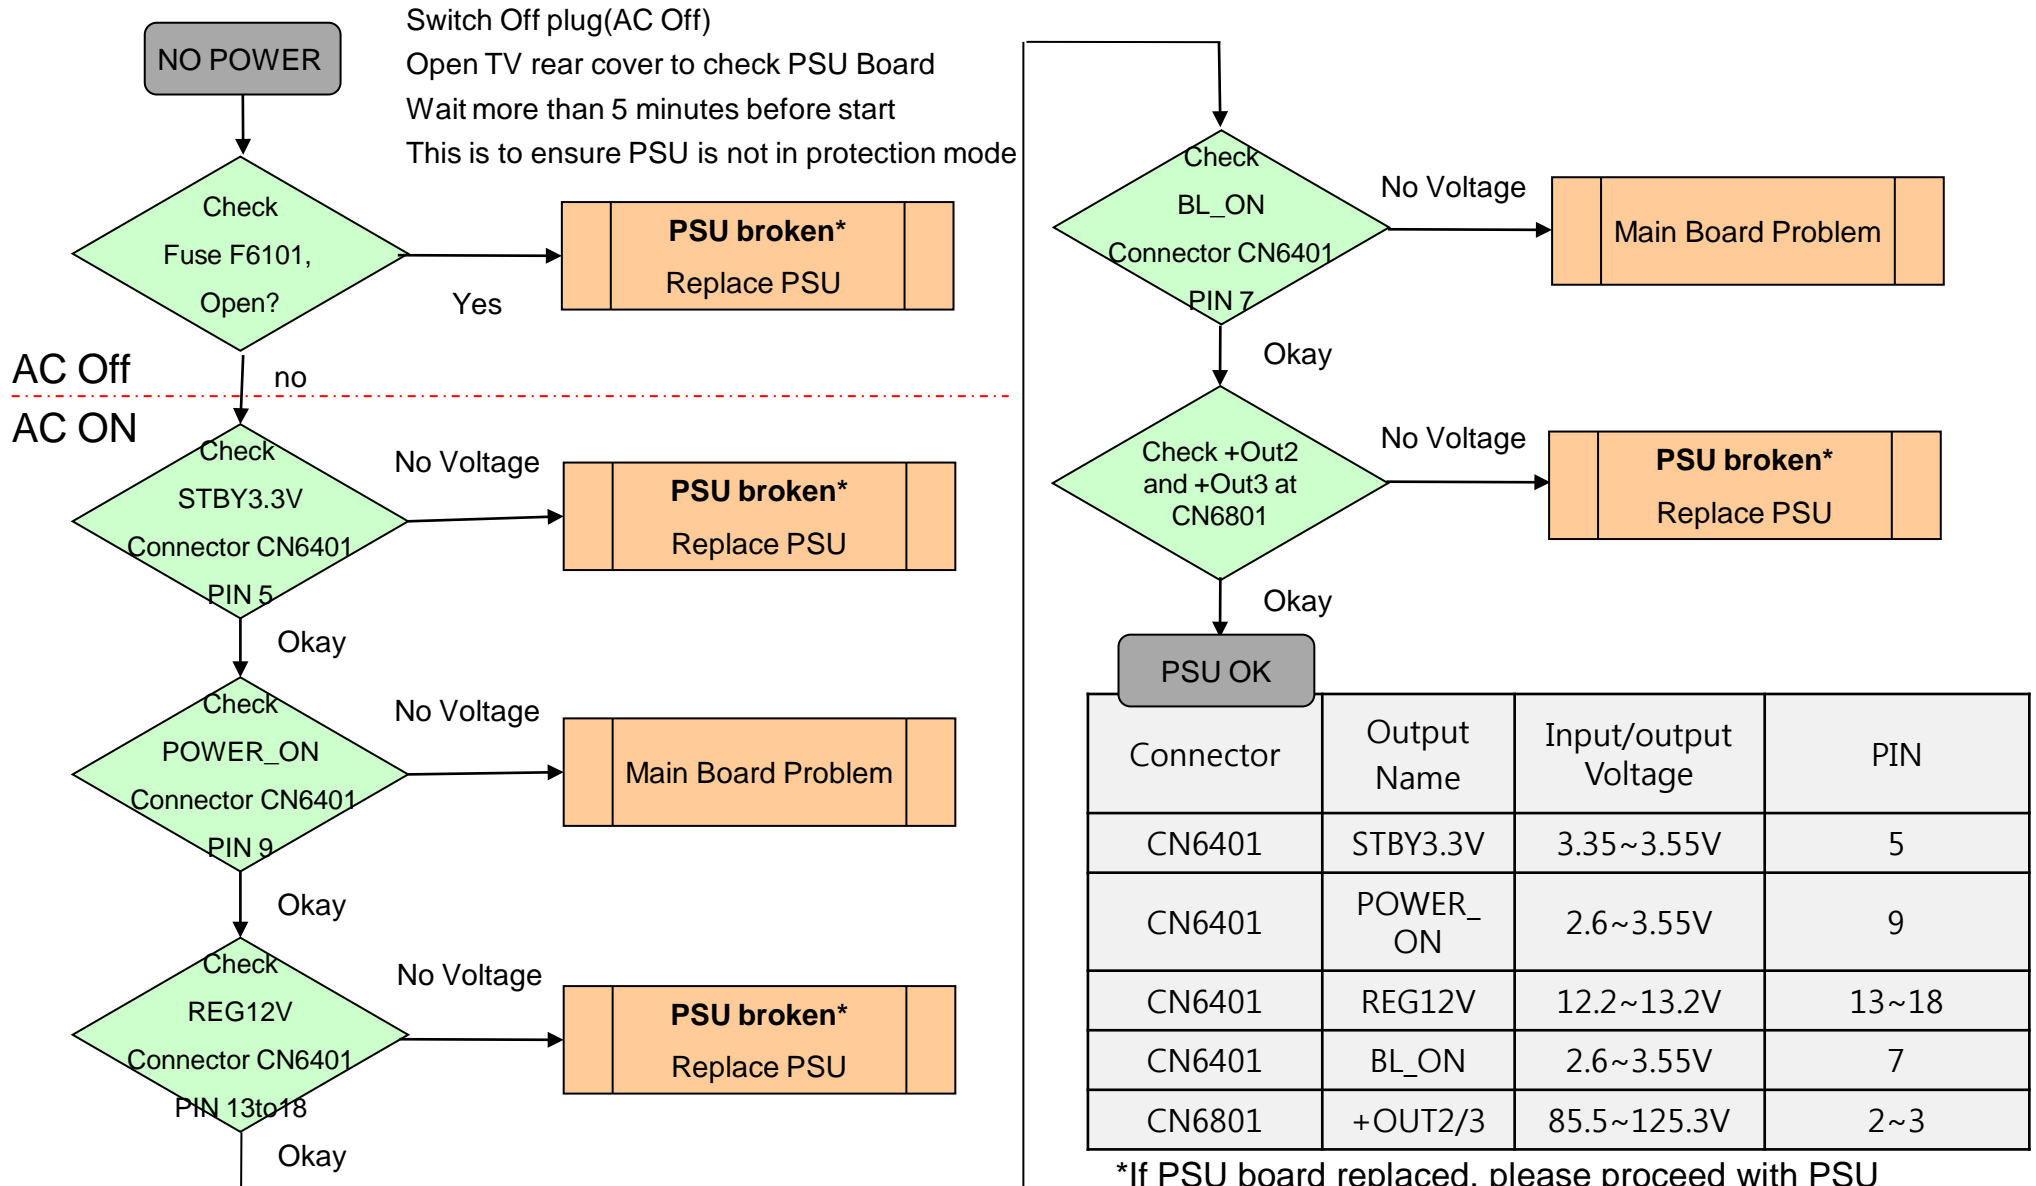 NO POWER
Switch Off plug(AC Off)
Open TV rear cover to check PSU Board
Wait more than 5 minutes before start
This is to ensure PSU is not in protection mode
Check
Fuse F6101,
Open?
Yes
PSU broken*
Replace PSU
AC Off
no
AC ON
Check
STBY3.3V
Connector CN6401
PIN 5
No Voltage
PSU broken*
Replace PSU
Okay
Check
POWER_ON
Connector CN6401
PIN 9
No Voltage
Main Board Problem
Okay
Check
REG12V
Connector CN6401
PIN 13to18
No Voltage
PSU broken*
Replace PSU
Okay
Check
BL_ON
Connector CN6401
PIN 7
No Voltage
Main Board Problem
Okay
Check +Out2
and +Out3 at
CN6801
No Voltage
PSU broken*
Replace PSU
Okay
PSU OK
Connector Output Name Input/output Voltage PIN
CN6401 STBY3.3V 3.35~3.55V 5
CN6401 POWER_ON 2.6~3.55V 9
CN6401 REG12V 12.2~13.2V 13~18
CN6401 BL_ON 2.6~3.55V 7
CN6801 +OUT2/3 85.5~125.3V 2~3
*If PSU board replaced, please proceed with PSU